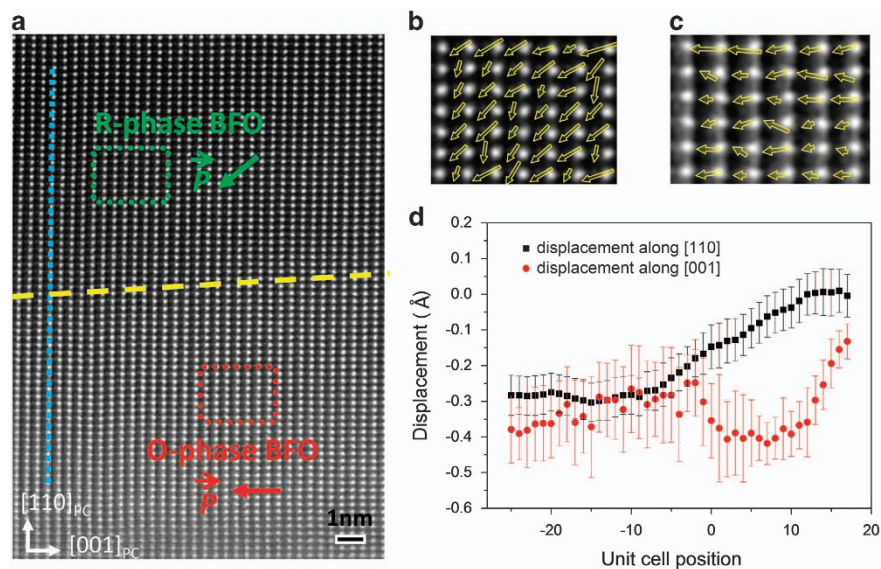 a
R-phase BFO
P
O-phase BFO
P
[110]PC
[001]PC
1nm
b
c
d
displacement along [110]
displacement along [001]
0.2
0.1
0.0
-0.1
-0.2
-0.3
-0.4
-0.5
-0.6
Displacement ( Å)
-20
-10
0
10
20
Unit cell position